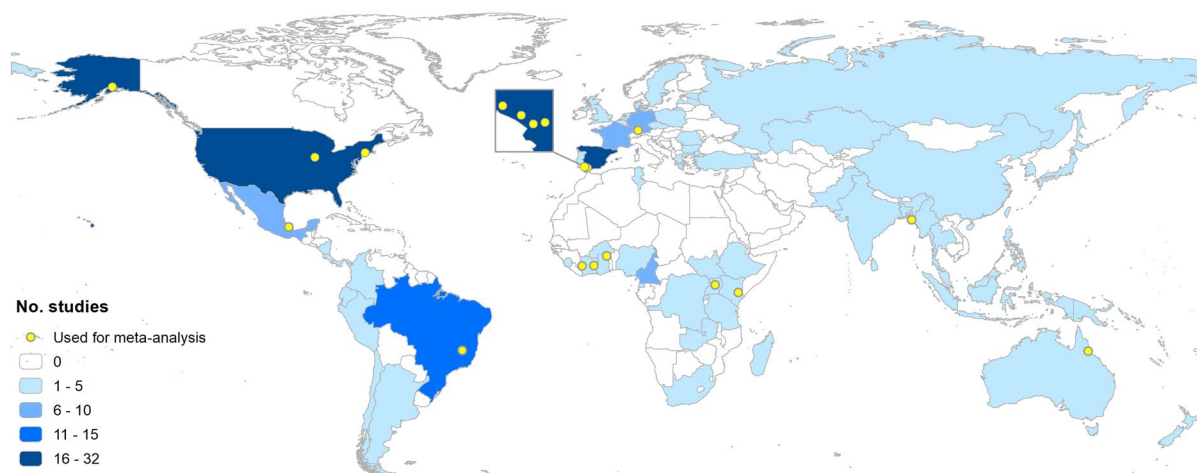 No. studies
Used for meta-analysis
0
1 - 5
6 - 10
11 - 15
16 - 32